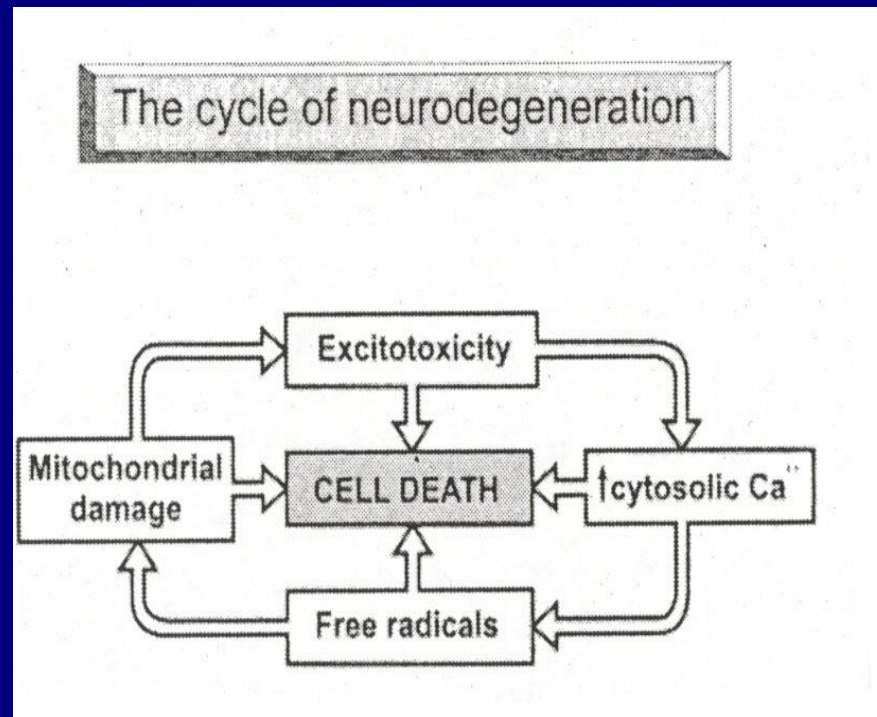 The cycle of neurodegeneration
Excitotoxicity
Mitochondrial
damage
CELL DEATH
↑cytosolic Ca⁺⁺
Free radicals